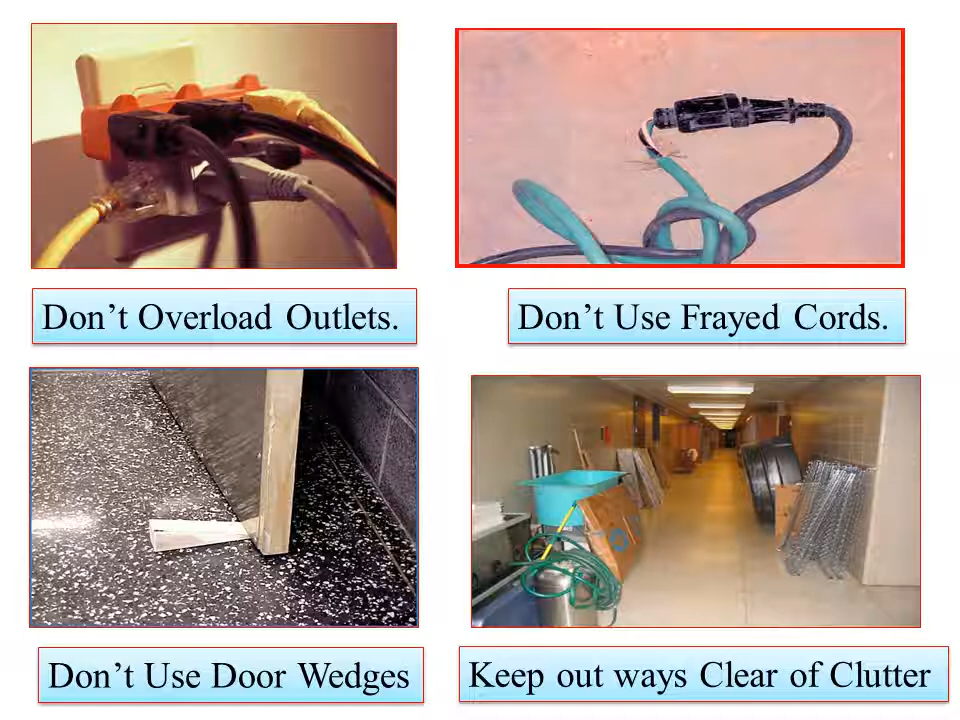 Don’t Overload Outlets.
Don’t Use Frayed Cords.
Don’t Use Door Wedges
Keep out ways Clear of Clutter